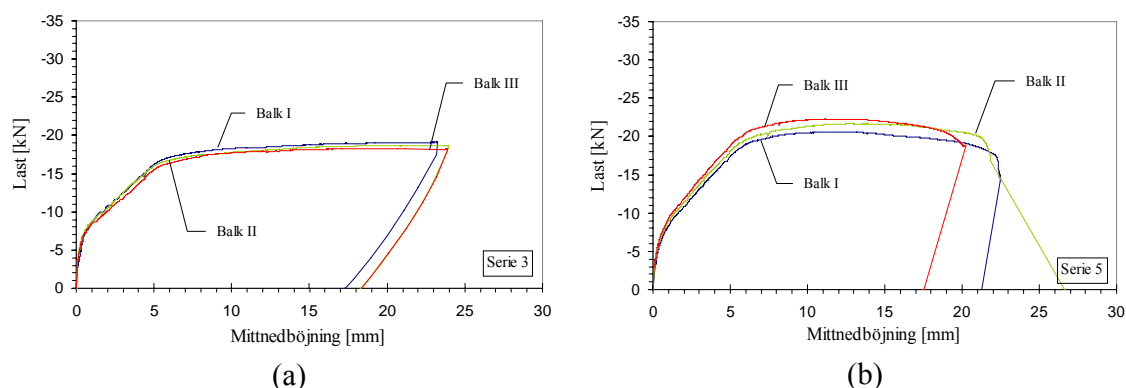 Last [kN]
-35
-30
-25
-20
-15
-10
-5
0
Balk I
Balk III
Balk II
Serie 3
0 5 10 15 20 25 30
Mittnedböjning [mm]
(a)
Last [kN]
-35
-30
-25
-20
-15
-10
-5
0
Balk III
Balk II
Balk I
Serie 5
0 5 10 15 20 25 30
Mittnedböjning [mm]
(b)